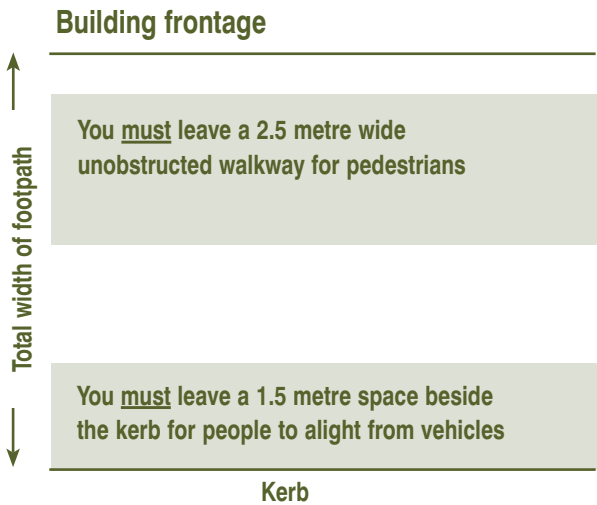 Building frontage
Total width of footpath
You must leave a 2.5 metre wide
unobstructed walkway for pedestrians
You must leave a 1.5 metre space beside
the kerb for people to alight from vehicles
Kerb